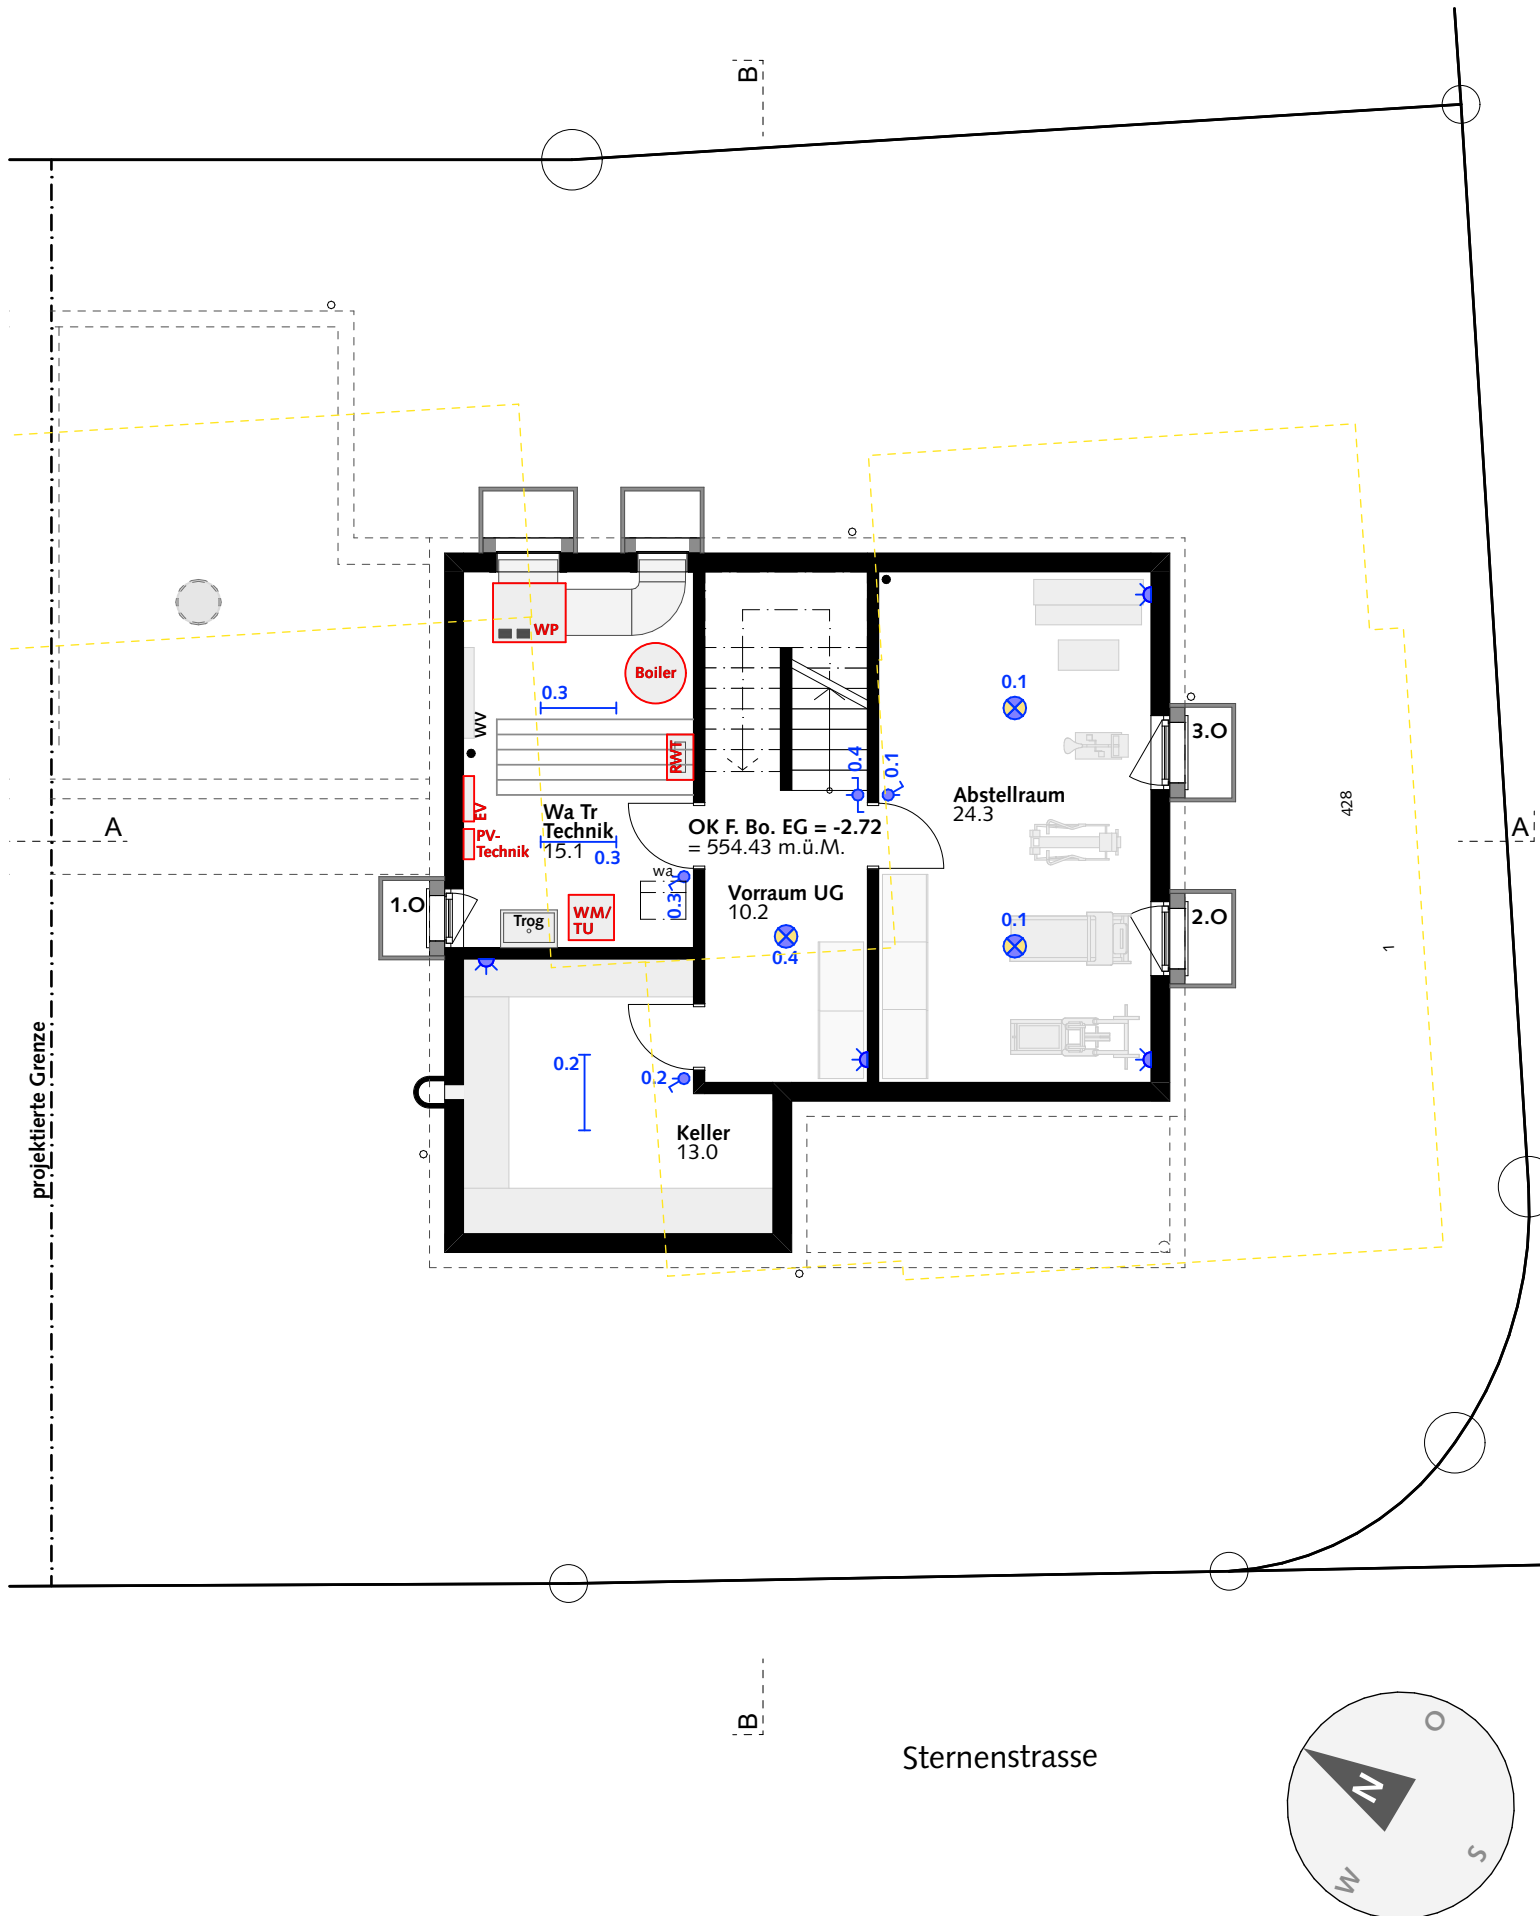 B
WP
Boiler
0.3
WV
RWT
EV
PV-
Technik
Wa Tr
Technik
15.1
0.3
wa
0.3
Trog
WM/
TU
1.O
0.4
0.1
OK F. Bo. EG = -2.72
= 554.43 m.ü.M.
Vorraum UG
10.2
0.4
0.1
Abstellraum
24.3
0.1
3.O
2.O
428
1
A
A
projektierte Grenze
0.2
0.2
Keller
13.0
B
Sternenstrasse
N
O
S
W